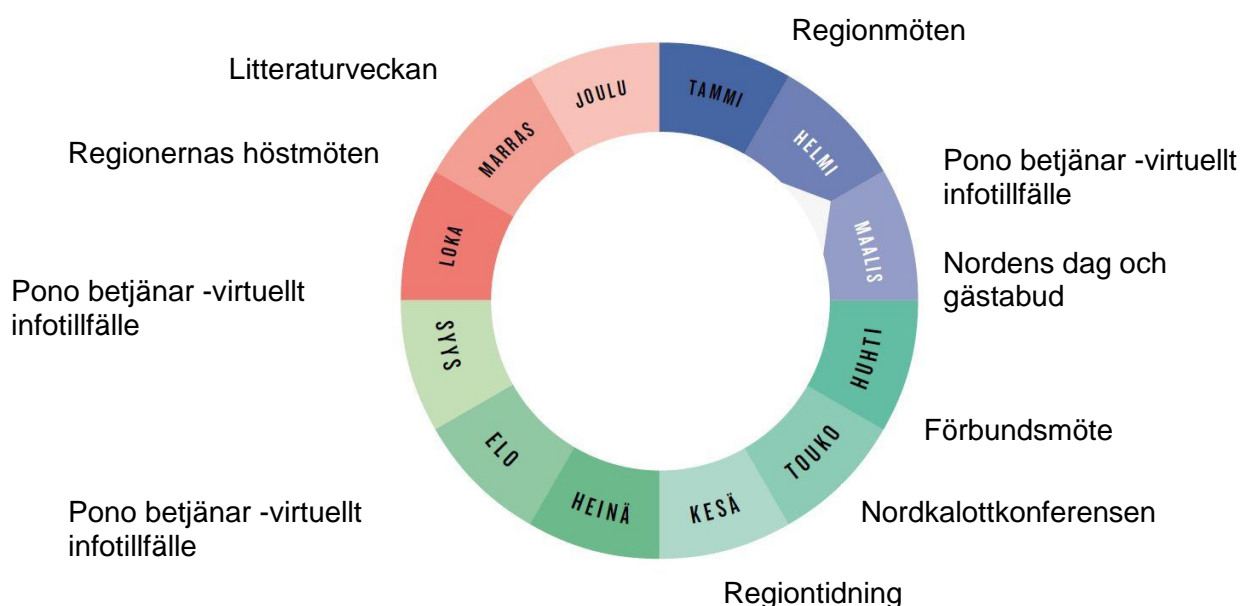 Regionmöten
Litteraturveckan
JOULU
TAMMI
MARRAS
HELMI
Regionernas höstmöten
Pono betjänar -virtuellt
infotillfälle
LOKA
MAALIS
Nordens dag och
gästabud
Pono betjänar -virtuellt
infotillfälle
SYYS
HUHTI
ELO
TOUKO
Förbundsmöte
HEINÄ
KESÄ
Pono betjänar -virtuellt
infotillfälle
Nordkalottkonferensen
Regiontidning